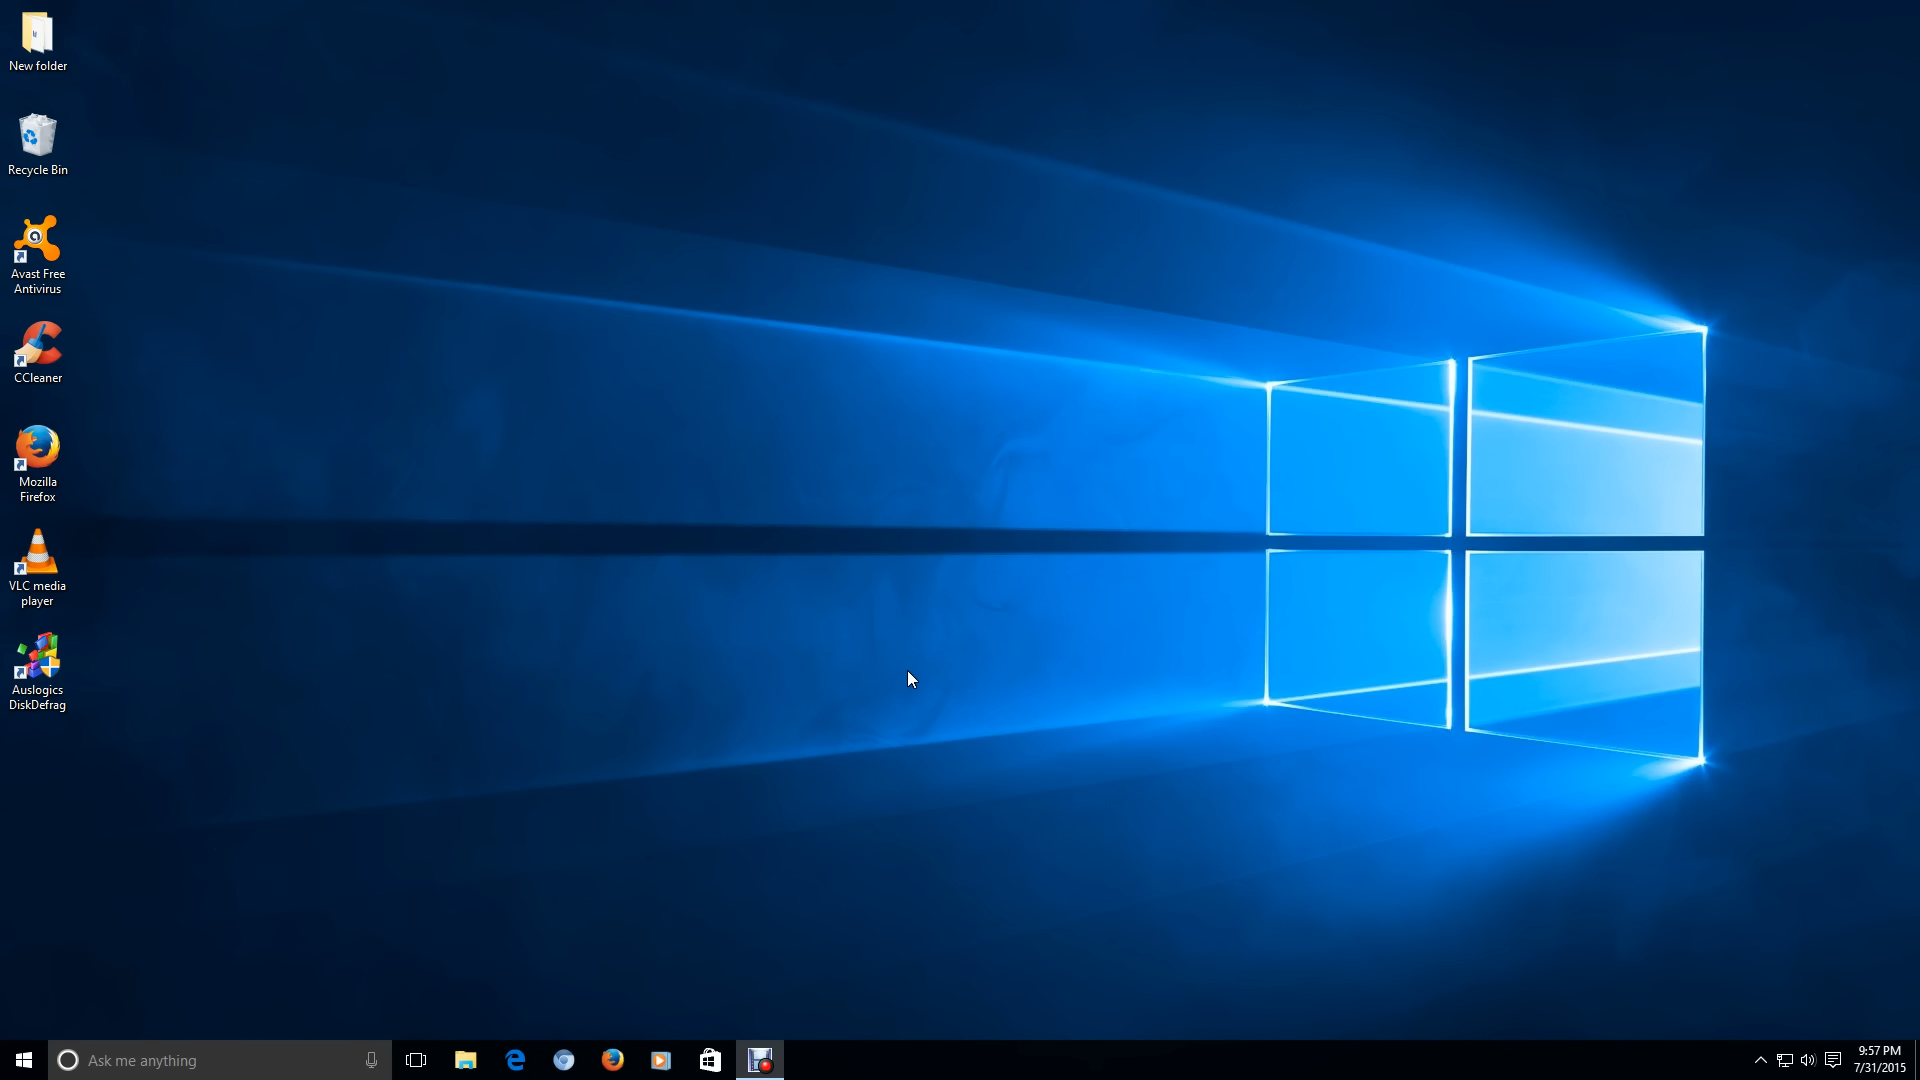 New folder
Recycle Bin
Avast Free
Antivirus
CCleaner
Mozilla
Firefox
VLC media
player
Auslogics
DiskDefrag
Ask me anything
9:57 PM
7/31/2015